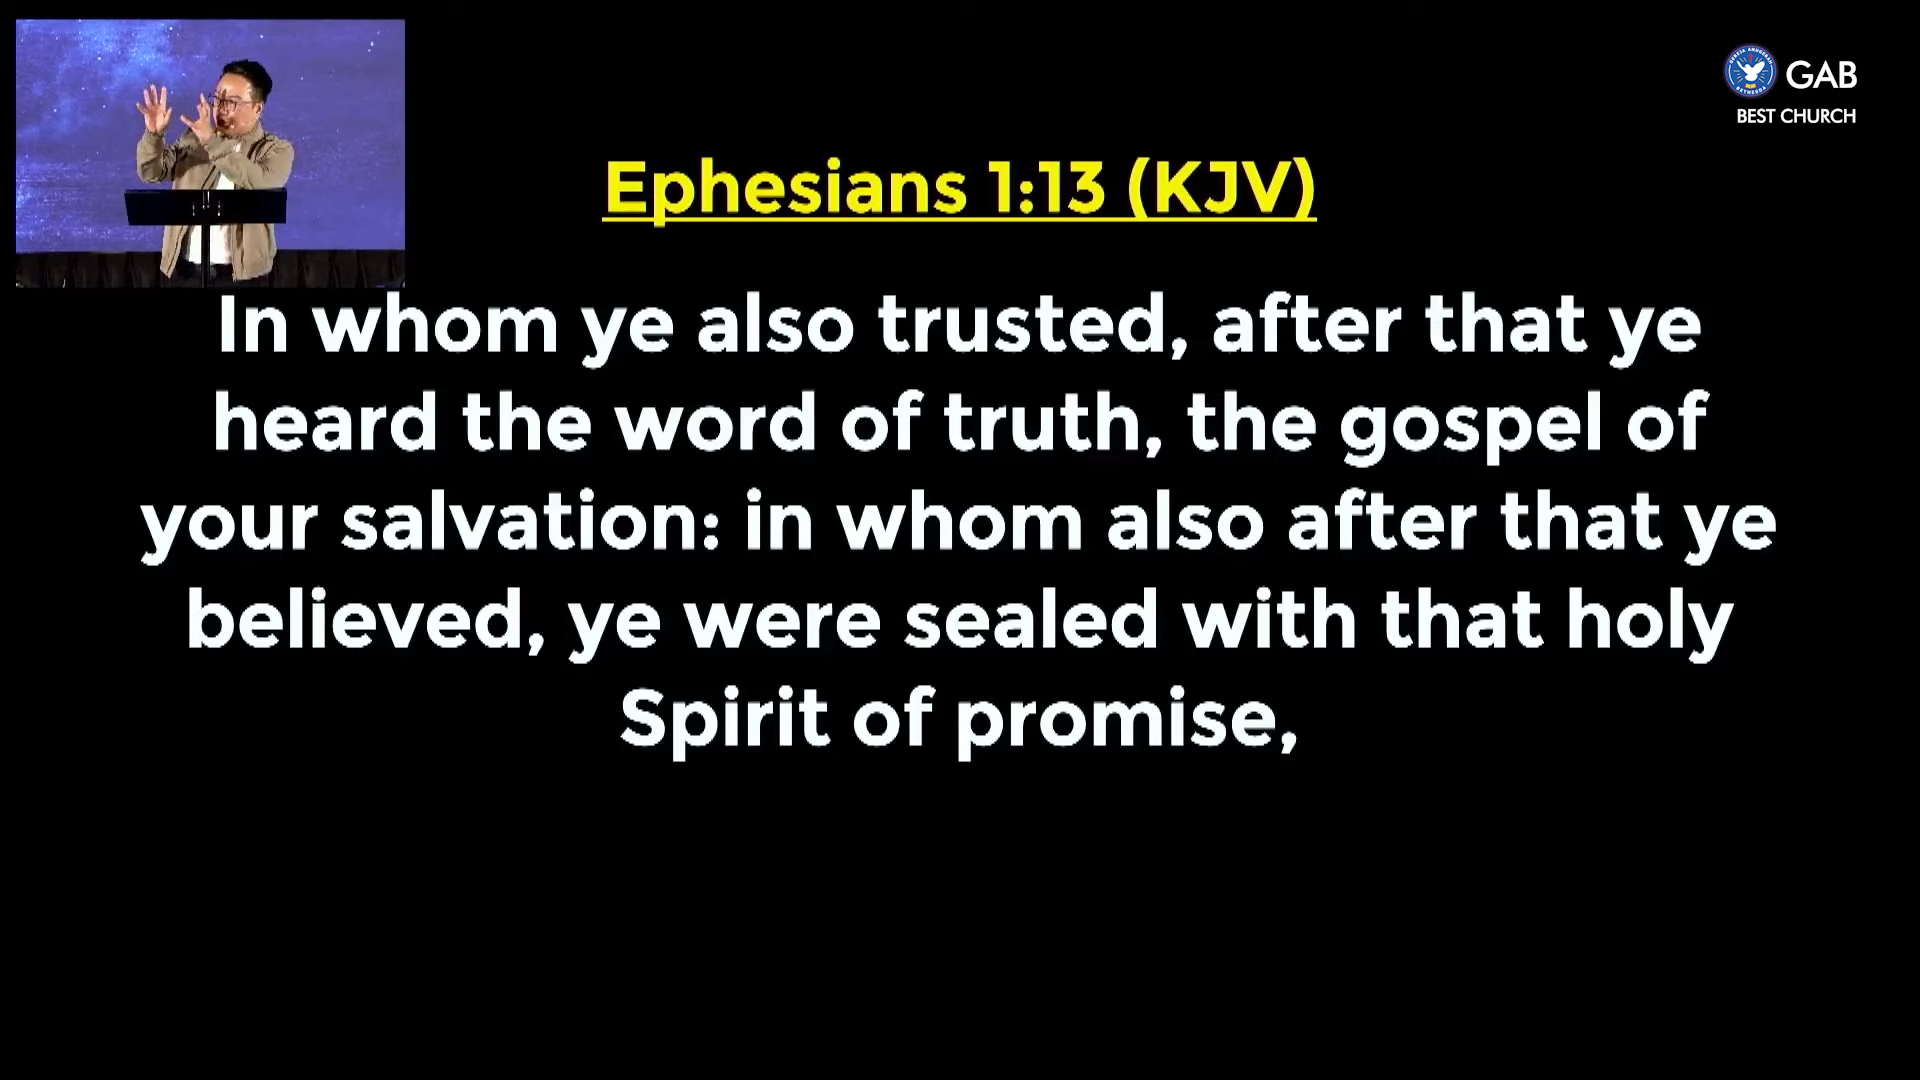 GAB
BEST CHURCH
Ephesians 1:13 (KJV)
In whom ye also trusted, after that ye
heard the word of truth, the gospel of
your salvation: in whom also after that ye
believed, ye were sealed with that holy
Spirit of promise,